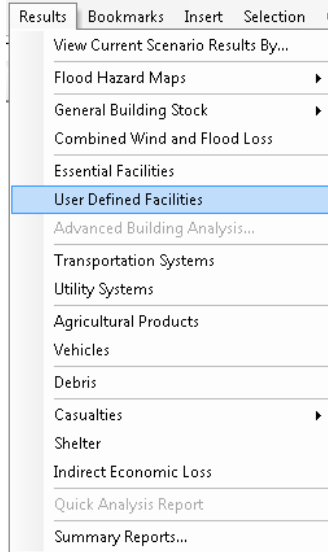 Results Bookmarks Insert Selection
View Current Scenario Results By...
Flood Hazard Maps
General Building Stock
Combined Wind and Flood Loss
Essential Facilities
User Defined Facilities
Advanced Building Analysis...
Transportation Systems
Utility Systems
Agricultural Products
Vehicles
Debris
Casualties
Shelter
Indirect Economic Loss
Quick Analysis Report
Summary Reports...